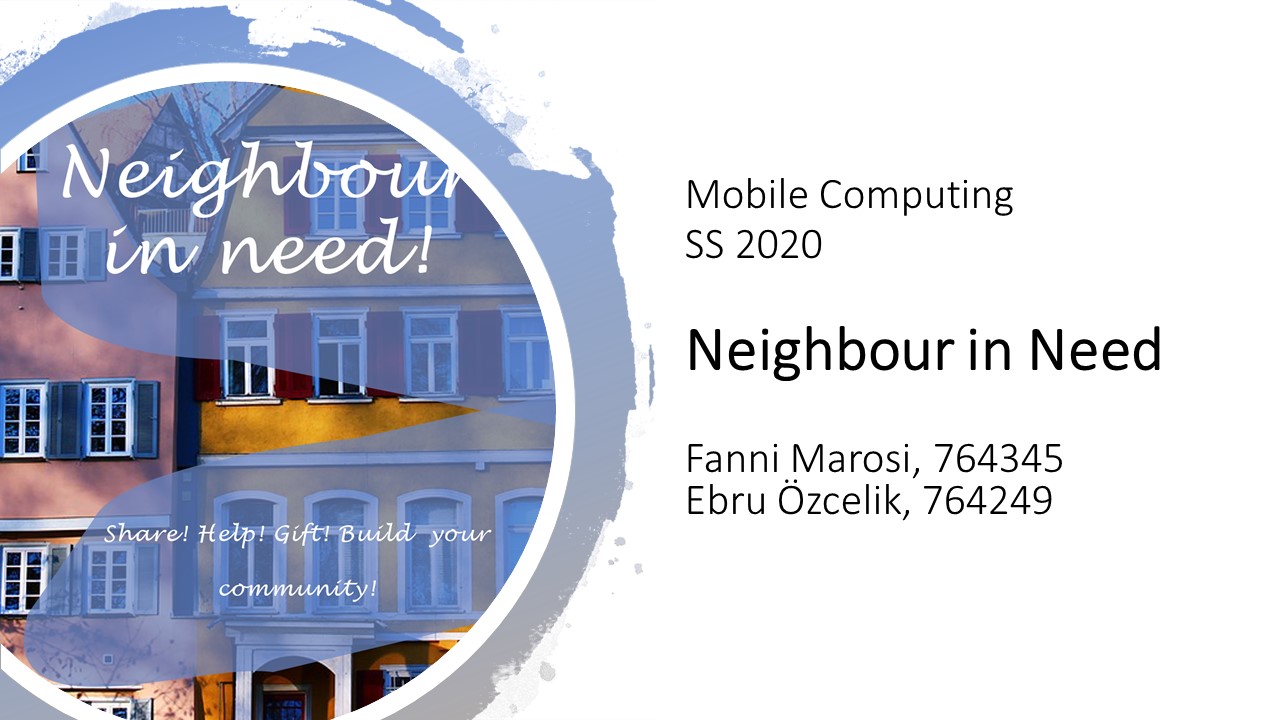 Neighbour
in need!
Share! Help! Gift! Build your
community!
Mobile Computing
SS 2020
Neighbour in Need
Fanni Marosi, 764345
Ebru Özcelik, 764249